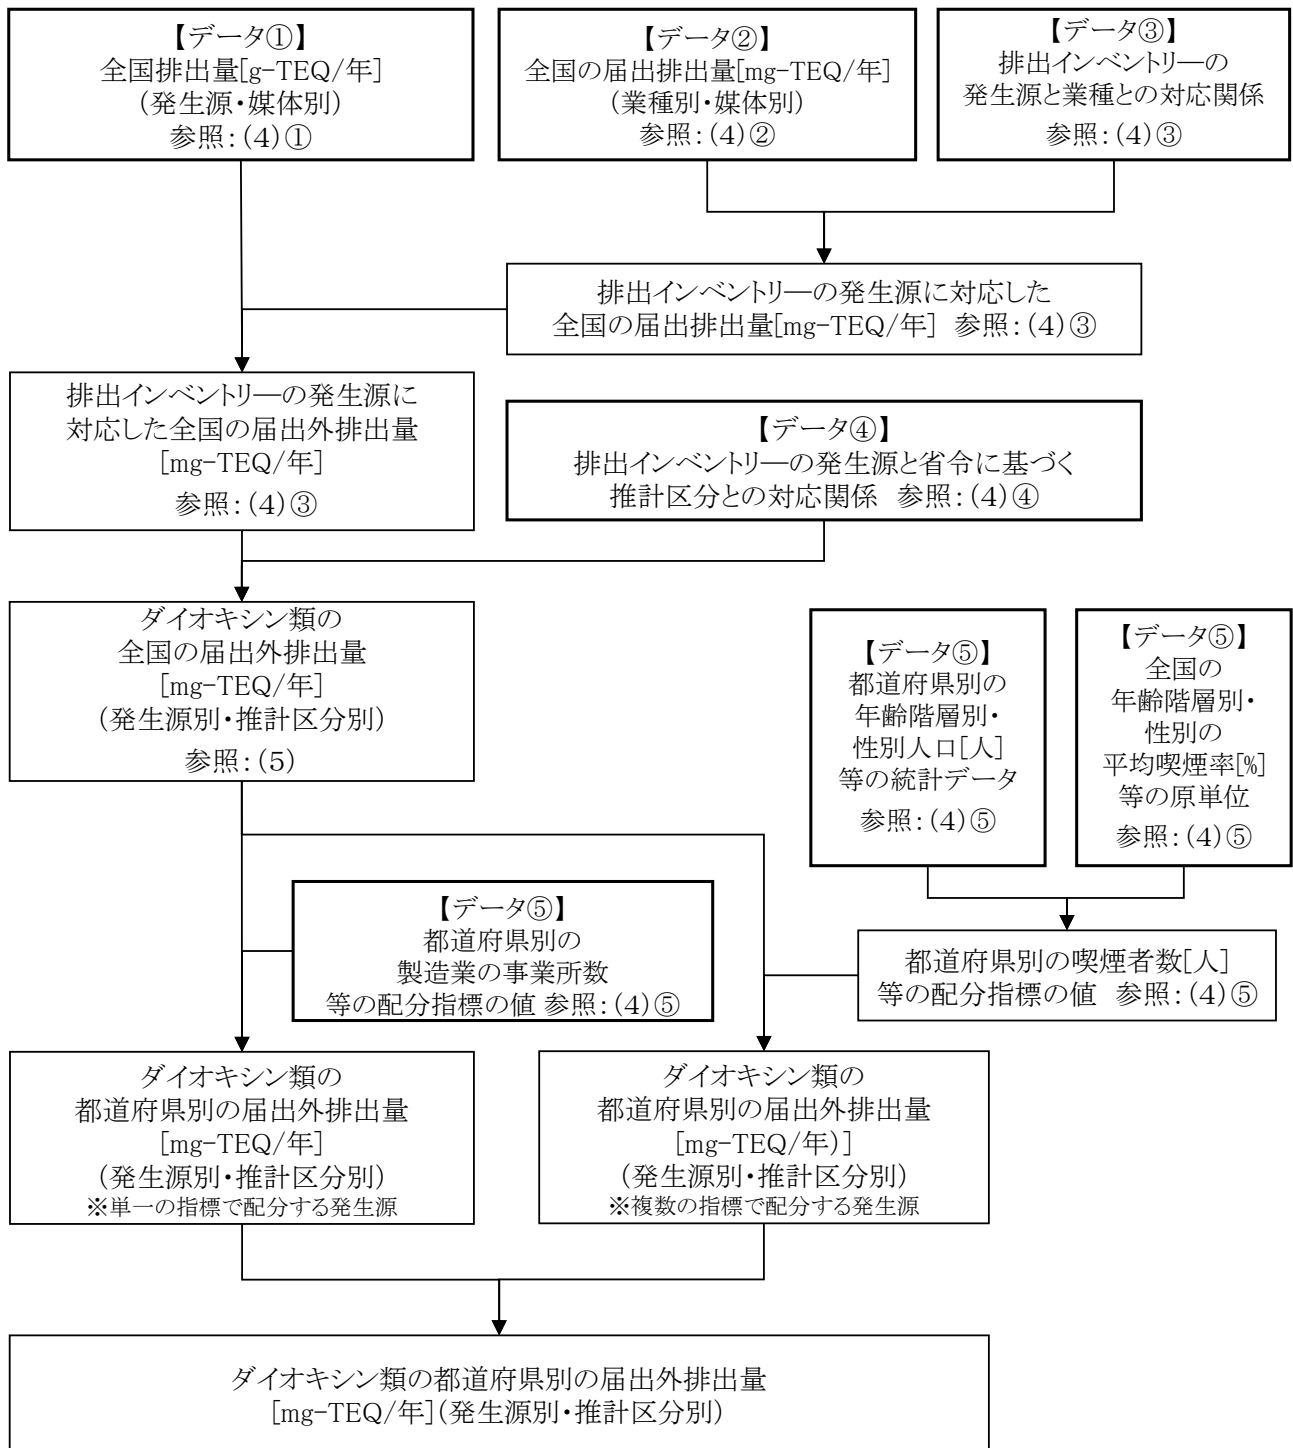 【データ①】
全国排出量[g-TEQ/年]
(発生源・媒体別)
参照:(4)①
【データ②】
全国の届出排出量[mg-TEQ/年]
(業種別・媒体別)
参照:(4)②
【データ③】
排出インベントリ―の
発生源と業種との対応関係
参照:(4)③
排出インベントリ―の発生源に対応した
全国の届出排出量[mg-TEQ/年] 参照:(4)③
排出インベントリ―の発生源に
対応した全国の届出外排出量
[mg-TEQ/年]
参照:(4)③
【データ④】
排出インベントリ―の発生源と省令に基づく
推計区分との対応関係 参照:(4)④
ダイオキシン類の
全国の届出外排出量
[mg-TEQ/年]
(発生源別・推計区分別)
参照:(5)
【データ⑤】
都道府県別の
年齢階層別・
性別人口[人]
等の統計データ
参照:(4)⑤
【データ⑤】
全国の
年齢階層別・
性別の
平均喫煙率[%]
等の原単位
参照:(4)⑤
【データ⑤】
都道府県別の
製造業の事業所数
等の配分指標の値 参照:(4)⑤
都道府県別の喫煙者数[人]
等の配分指標の値 参照:(4)⑤
ダイオキシン類の
都道府県別の届出外排出量
[mg-TEQ/年]
(発生源別・推計区分別)
※単一の指標で配分する発生源
ダイオキシン類の
都道府県別の届出外排出量
[mg-TEQ/年)]
(発生源別・推計区分別)
※複数の指標で配分する発生源
ダイオキシン類の都道府県別の届出外排出量
[mg-TEQ/年](発生源別・推計区分別)